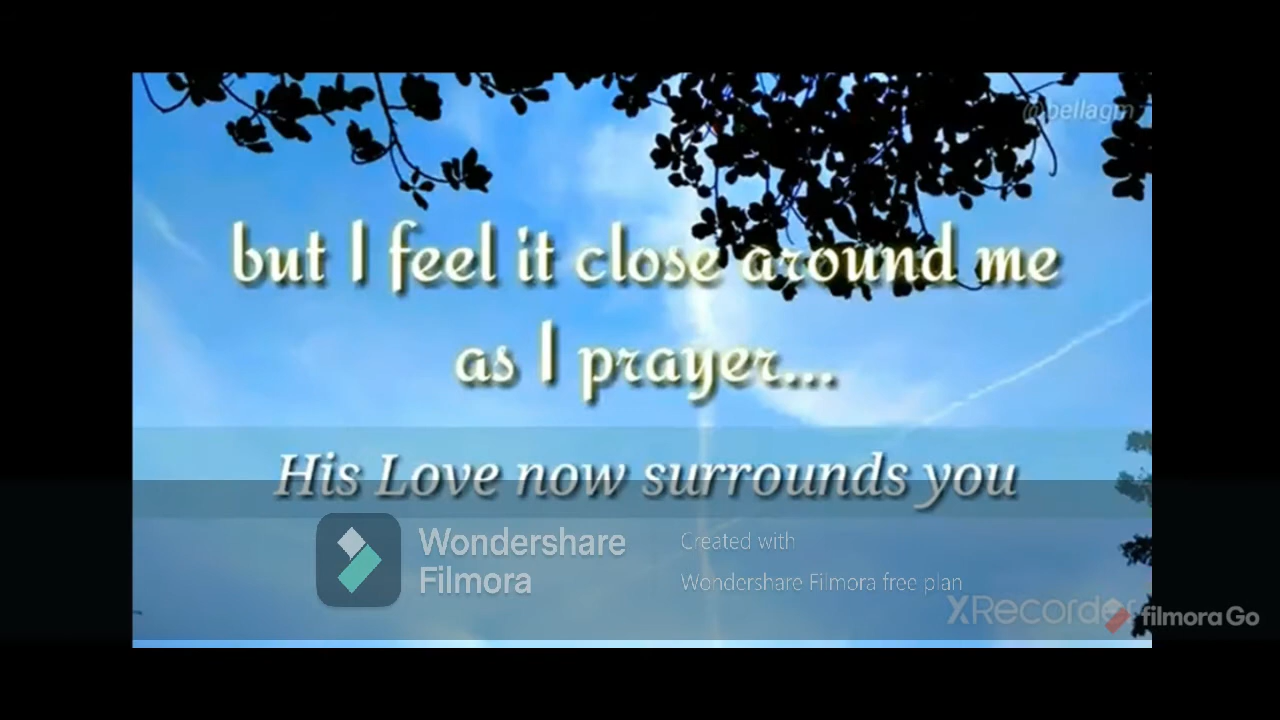 @bellagm
but I feel it close around me
as I prayer...
His Love now surrounds you
Wondershare
Filmora
Created with
Wondershare Filmora free plan
XRecorder
filmora Go